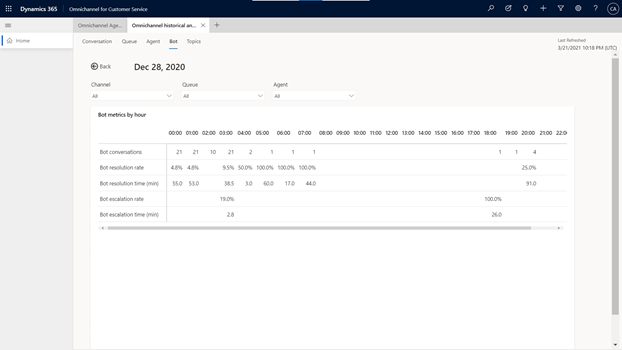 Dynamics 365 Omnichannel for Customer Service CA
Omnichannel Age... Omnichannel historical an...
Home
Conversation Queue Agent Bot Topics
Last Refreshed
3/21/2021 10:18 PM (UTC)
Back Dec 28, 2020
Channel Queue Agent
All All All
Bot metrics by hour
00:00 01:00 02:00 03:00 04:00 05:00 06:00 07:00 08:00 09:00 10:00 11:00 12:00 13:00 14:00 15:00 16:00 17:00 18:00 19:00 20:00 21:00 22:0
Bot conversations 21 21 10 21 2 1 1 1 1 1 4
Bot resolution rate 4.8% 4.8% 9.5% 50.0% 100.0% 100.0% 100.0% 25.0%
Bot resolution time (min) 55.0 53.0 38.5 3.0 60.0 17.0 44.0 91.0
Bot escalation rate 19.0% 100.0%
Bot escalation time (min) 2.8 26.0